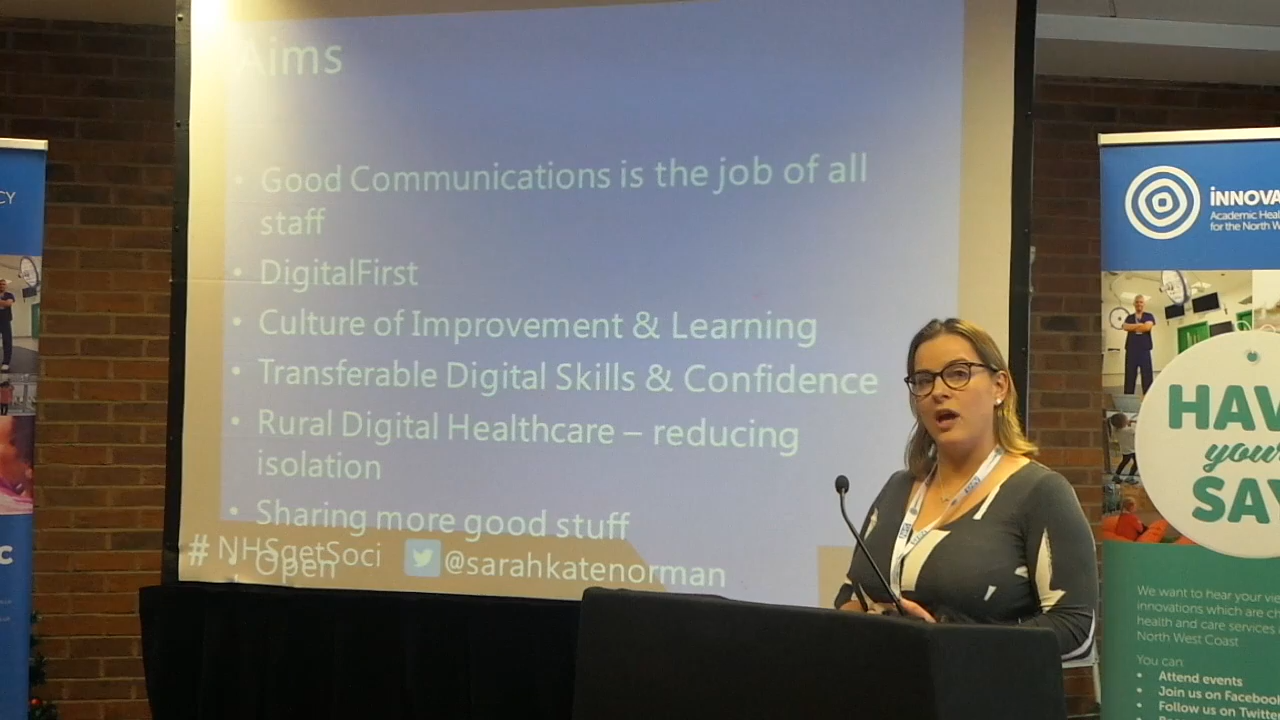 Aims
• Good Communications is the job of all
staff
• DigitalFirst
• Culture of Improvement & Learning
• Transferable Digital Skills & Confidence
• Rural Digital Healthcare – reducing
isolation
• Sharing more good stuff
• Open
# NHSgetSoci @sarahkatenorman
CY
C
iNNOVA
Academic Heal
for the North W
HAV
your
SAY
We want to hear your vie
innovations which are c
health and care services
North West Coast
You can:
• Attend events
• Join us on Facebook
• Follow us on Twitte